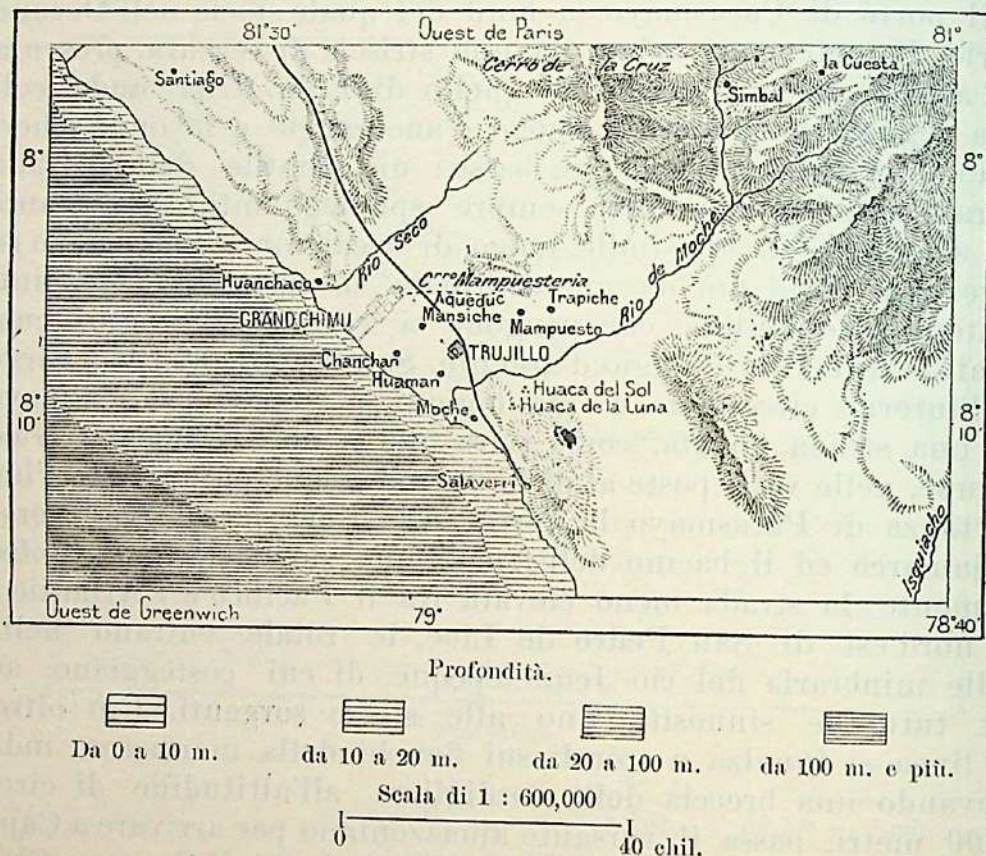 81°30' Ouest de Paris 81°
Cerro de la Cruz
la Cuesta
Santiago
Simbal
8° 8°
Rio Seco
Rio de Moche
Huanchaco
Cerro Mampuesteria
Aqueduc
Trapiche
GRAND CHIMU
Mansiche
Mampuesto
TRUJILLO
Chanchan
Huaman
Huaca del Sol
Huaca de la Luna
Moche
8°
10'
8°
10'
Salaverri
Ouest de Greenwich
79°
78°40'
Profondità.
Da 0 a 10 m. da 10 a 20 m. da 20 a 100 m. da 100 m. e più.
Scala di 1 : 600,000
0 40 chil.